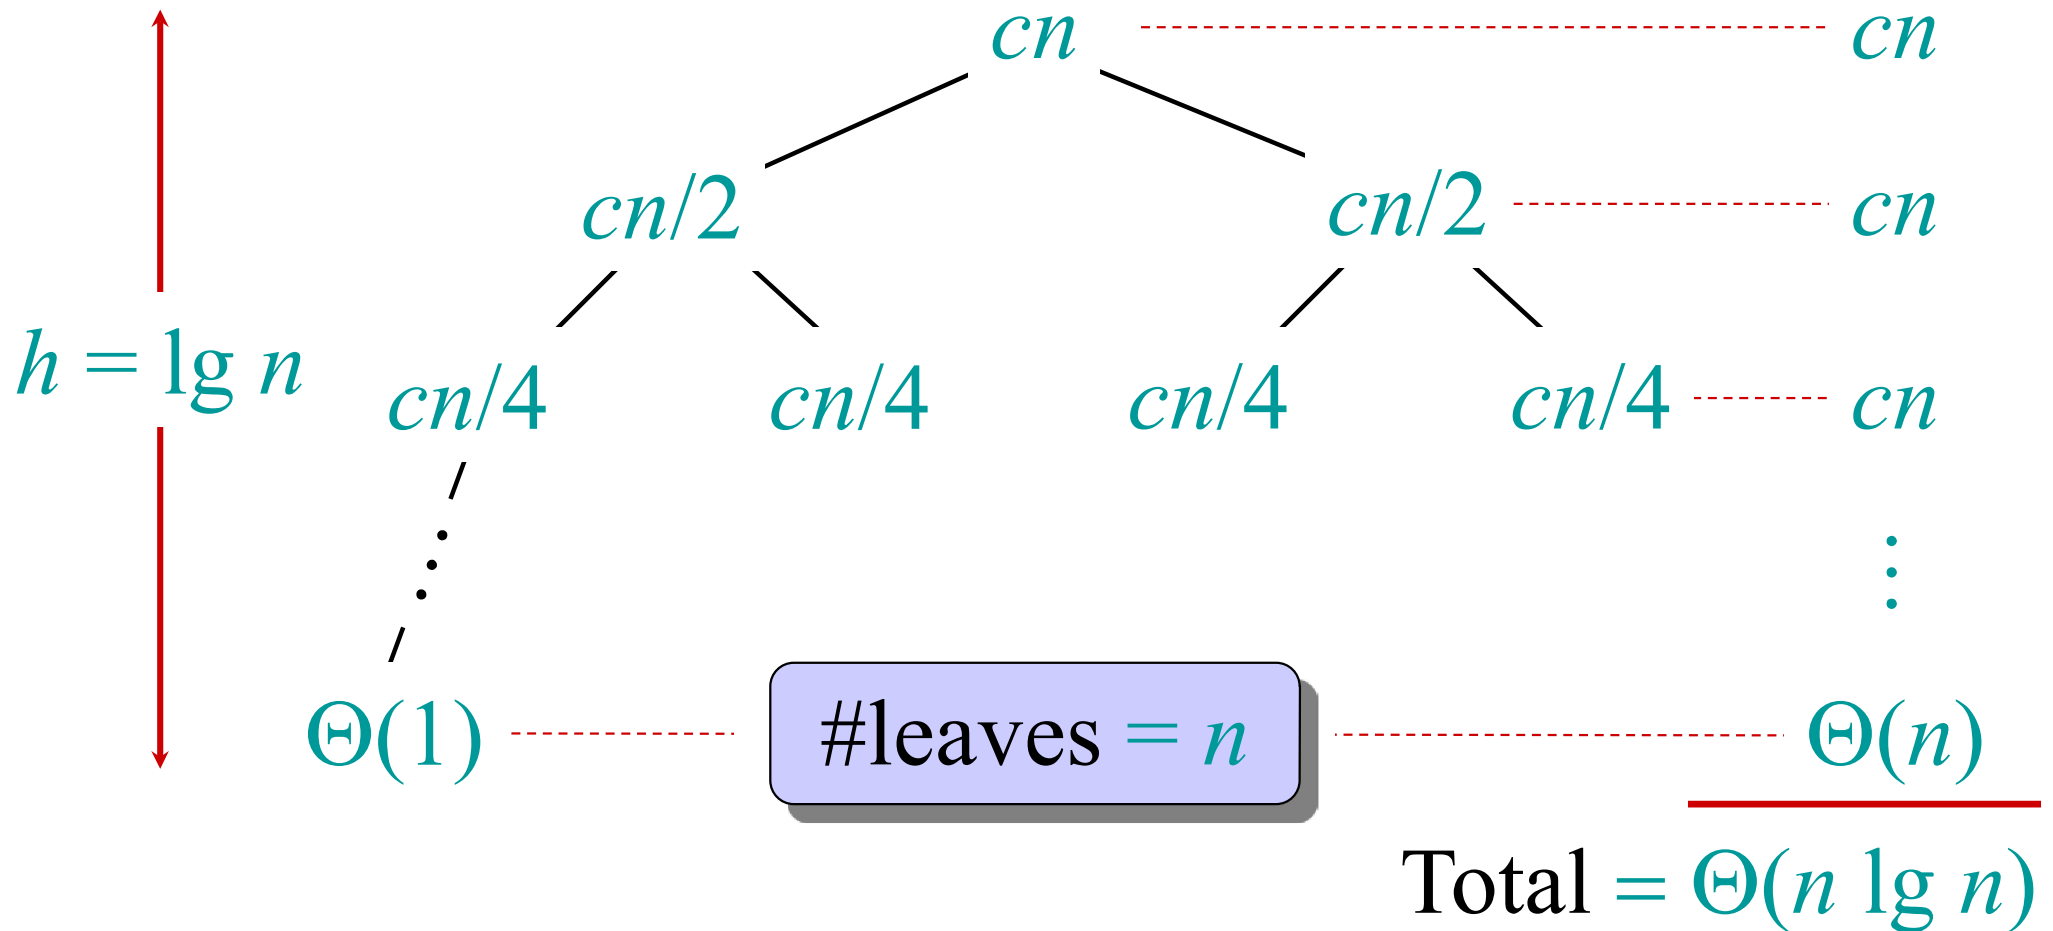 cn cn
cn/2 cn/2 cn
h = lg n
cn/4 cn/4 cn/4 cn/4 cn
Θ(1) #leaves = n Θ(n)
Total = Θ(n lg n)